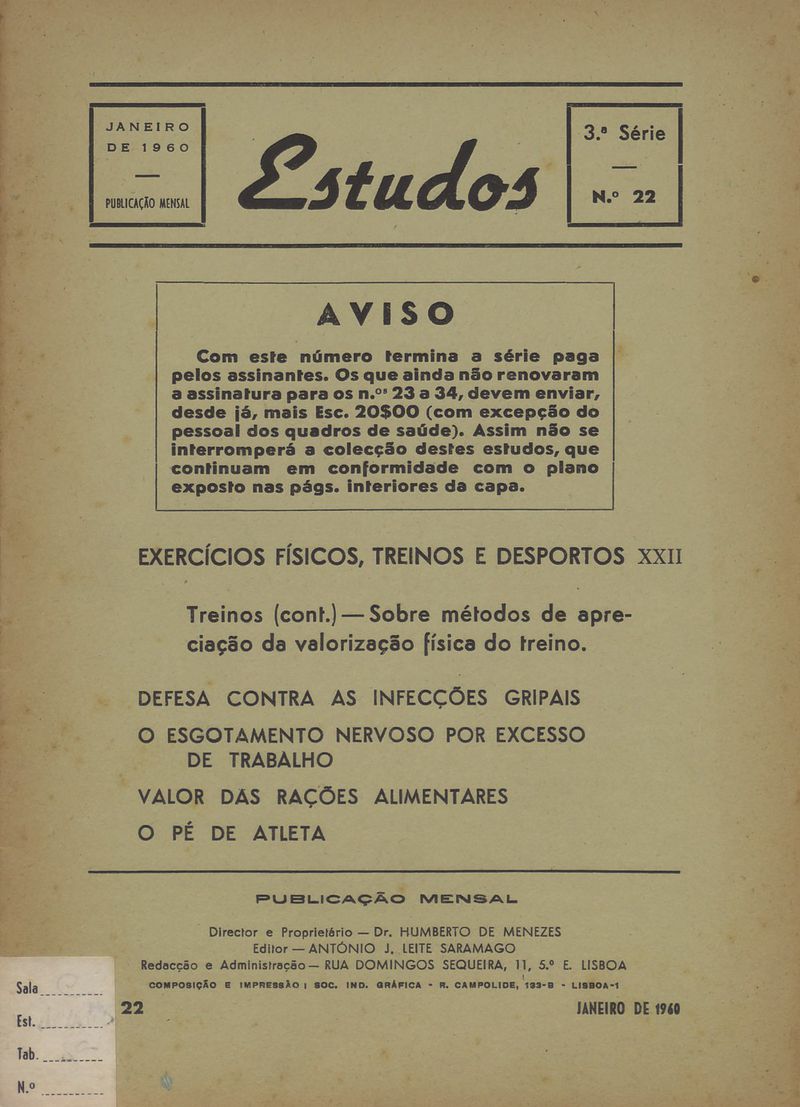 JANEIRO
DE 1960
PUBLICAÇÃO MENSAL
Estudos
3.ª Série
N.º 22
AVISO
Com este número termina a série paga
pelos assinantes. Os que ainda não renovaram
a assinatura para os n.os 23 a 34, devem enviar,
desde já, mais Esc. 20$00 (com excepção do
pessoal dos quadros de saúde). Assim não se
interromperá a colecção destes estudos, que
continuam em conformidade com o plano
exposto nas págs. interiores da capa.
EXERCÍCIOS FÍSICOS, TREINOS E DESPORTOS XXII
Treinos (cont.) — Sobre métodos de apre-
ciação da valorização física do treino.
DEFESA CONTRA AS INFECÇÕES GRIPAIS
O ESGOTAMENTO NERVOSO POR EXCESSO
DE TRABALHO
VALOR DAS RAÇÕES ALIMENTARES
O PÉ DE ATLETA
PUBLICAÇÃO MENSAL
Director e Proprietário — Dr. HUMBERTO DE MENEZES
Editor — ANTÓNIO J. LEITE SARAMAGO
Redacção e Administração — RUA DOMINGOS SEQUEIRA, 11, 5.º E. LISBOA
COMPOSIÇÃO E IMPRESSÃO: SOC. IND. GRÁFICA - R. CAMPOLIDE, 133-B - LISBOA-1
22
JANEIRO DE 1960
Sala
Est.
Tab.
N.º